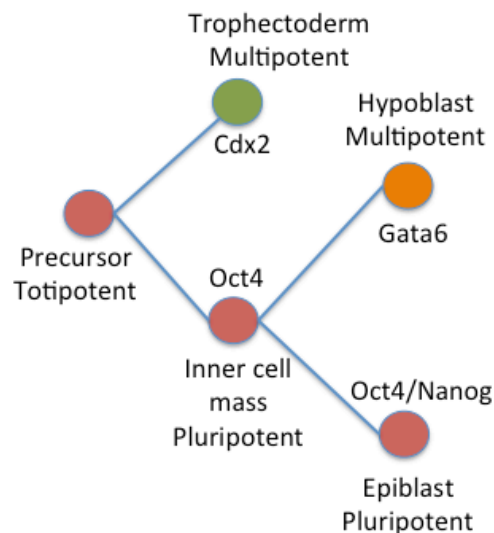 Trophectoderm
Multipotent
Cdx2
Hypoblast
Multipotent
Gata6
Precursor
Totipotent
Oct4
Inner cell
mass
Pluripotent
Oct4/Nanog
Epiblast
Pluripotent